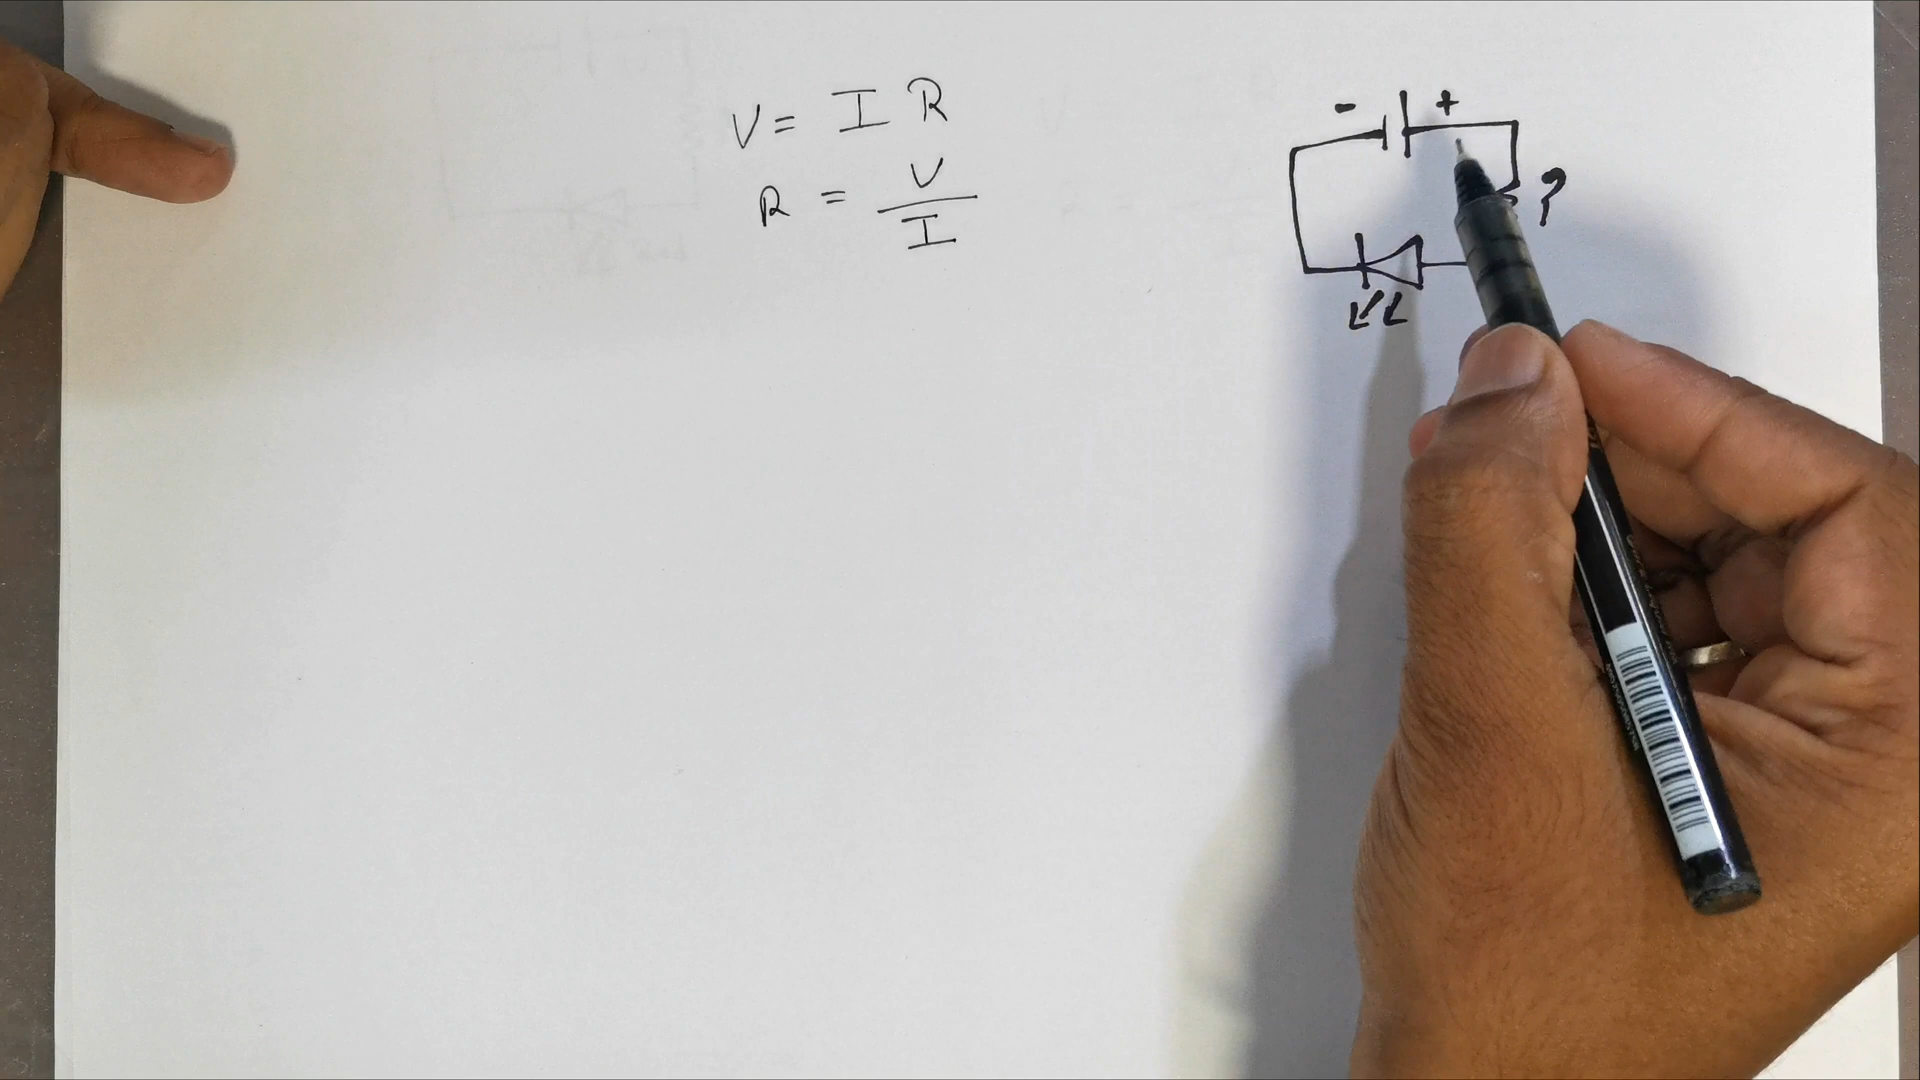 V = I R
R = V / I
- +
?